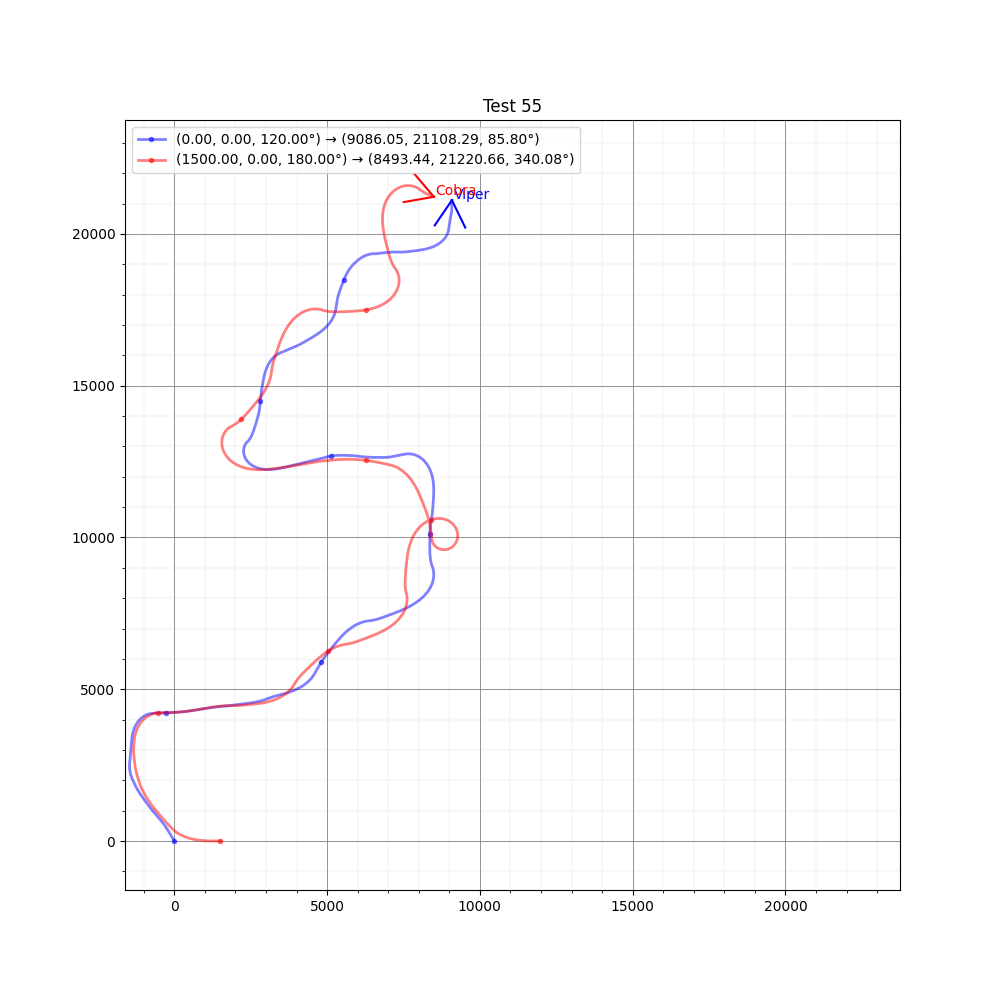 Test 55
(0.00, 0.00, 120.00°) → (9086.05, 21108.29, 85.80°)
(1500.00, 0.00, 180.00°) → (8493.44, 21220.66, 340.08°)
Cobra
Viper
20000
15000
10000
5000
0
0 5000 10000 15000 20000